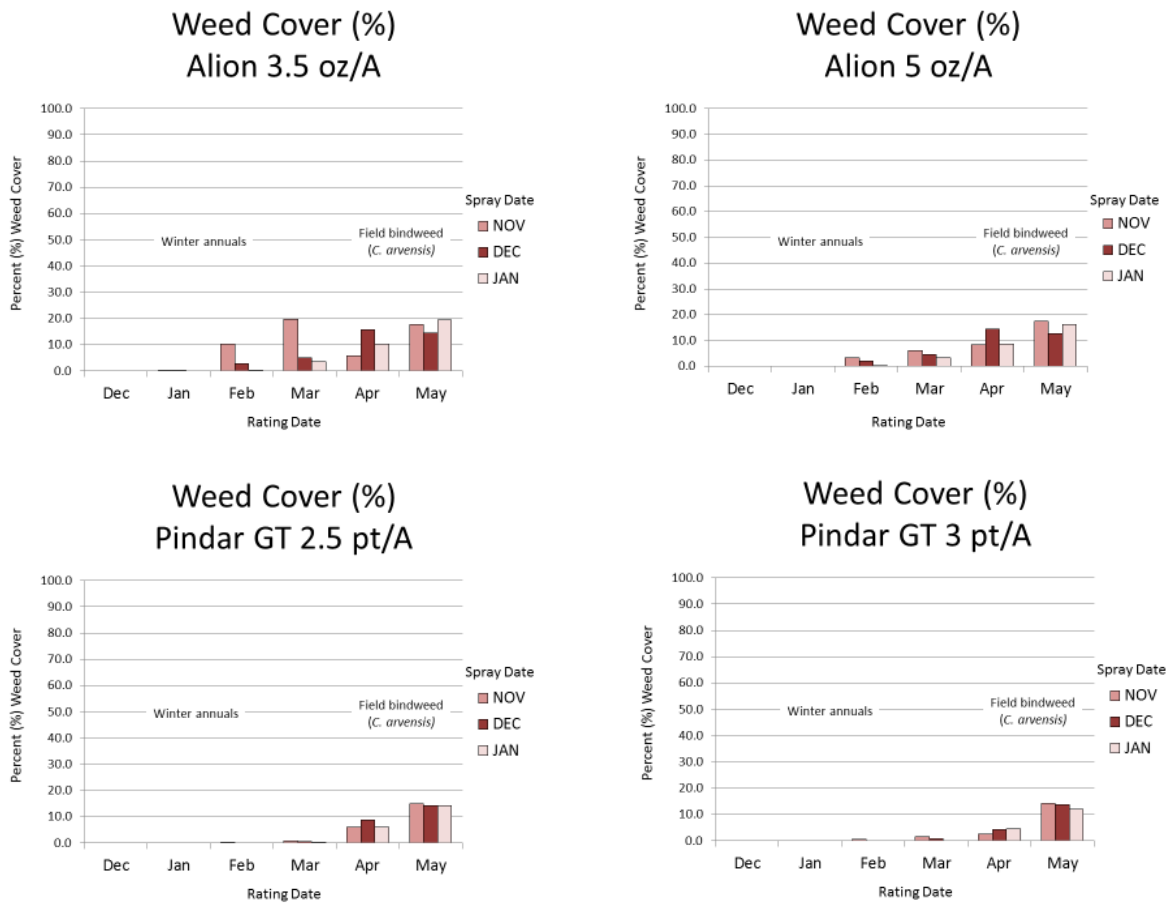 Weed Cover (%)
Alion 3.5 oz/A
Percent (%) Weed Cover
100.0
90.0
80.0
70.0
60.0
50.0
40.0
30.0
20.0
10.0
0.0
Winter annuals
Field bindweed
(C. arvensis)
Dec Jan Feb Mar Apr May
Rating Date
Spray Date
NOV
DEC
JAN
Weed Cover (%)
Alion 5 oz/A
Percent (%) Weed Cover
100.0
90.0
80.0
70.0
60.0
50.0
40.0
30.0
20.0
10.0
0.0
Winter annuals
Field bindweed
(C. arvensis)
Dec Jan Feb Mar Apr May
Rating Date
Spray Date
NOV
DEC
JAN
Weed Cover (%)
Pindar GT 2.5 pt/A
Percent (%) Weed Cover
100.0
90.0
80.0
70.0
60.0
50.0
40.0
30.0
20.0
10.0
0.0
Winter annuals
Field bindweed
(C. arvensis)
Dec Jan Feb Mar Apr May
Rating Date
Spray Date
NOV
DEC
JAN
Weed Cover (%)
Pindar GT 3 pt/A
Percent (%) Weed Cover
100.0
90.0
80.0
70.0
60.0
50.0
40.0
30.0
20.0
10.0
0.0
Winter annuals
Field bindweed
(C. arvensis)
Dec Jan Feb Mar Apr May
Rating Date
Spray Date
NOV
DEC
JAN